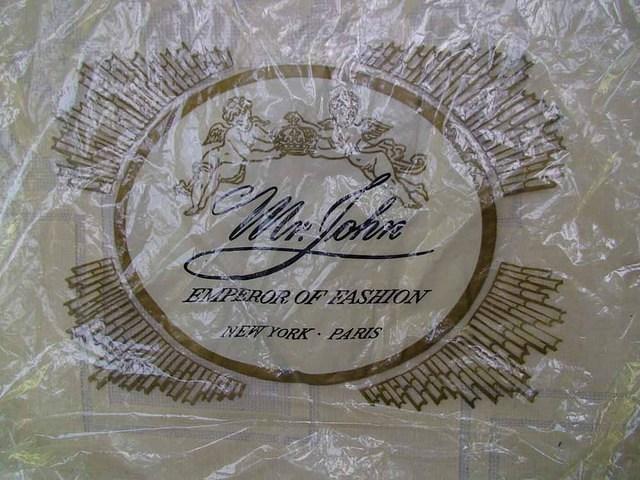 Mr. John
EMPEROR OF FASHION
NEW YORK · PARIS